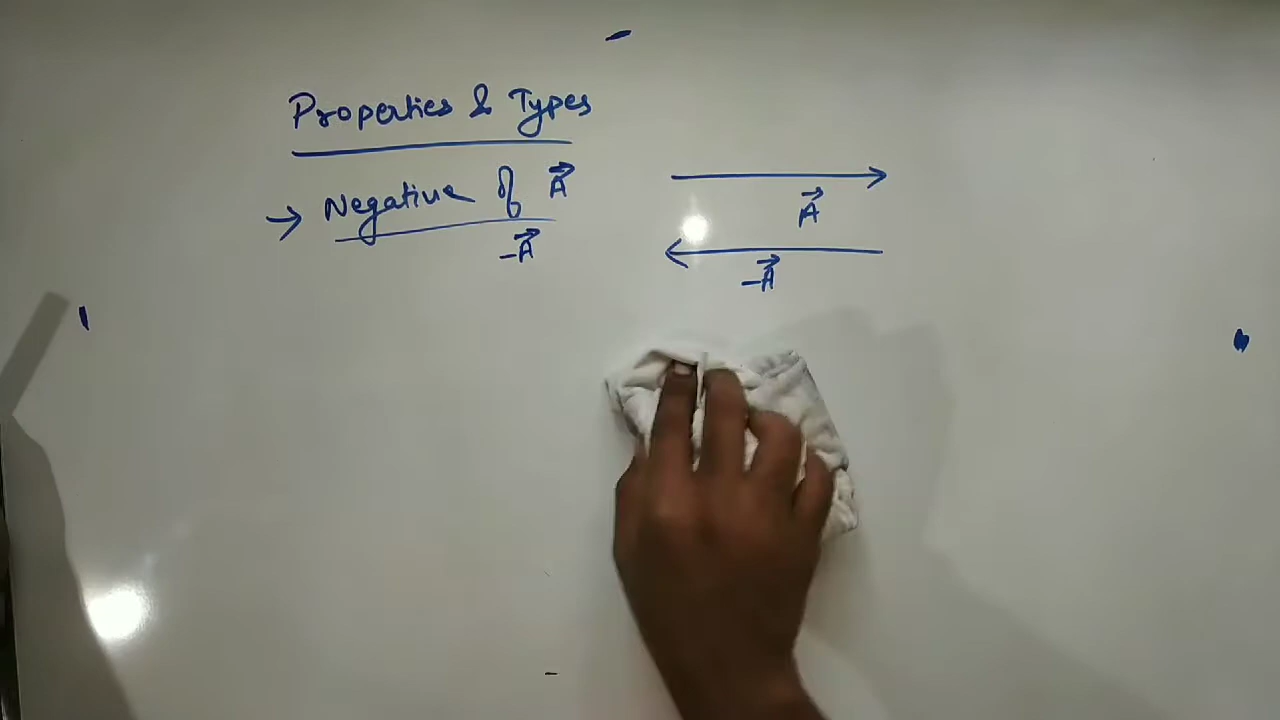 Properties & Types
→ Negative of A⃗
-A⃗
A⃗
-A⃗